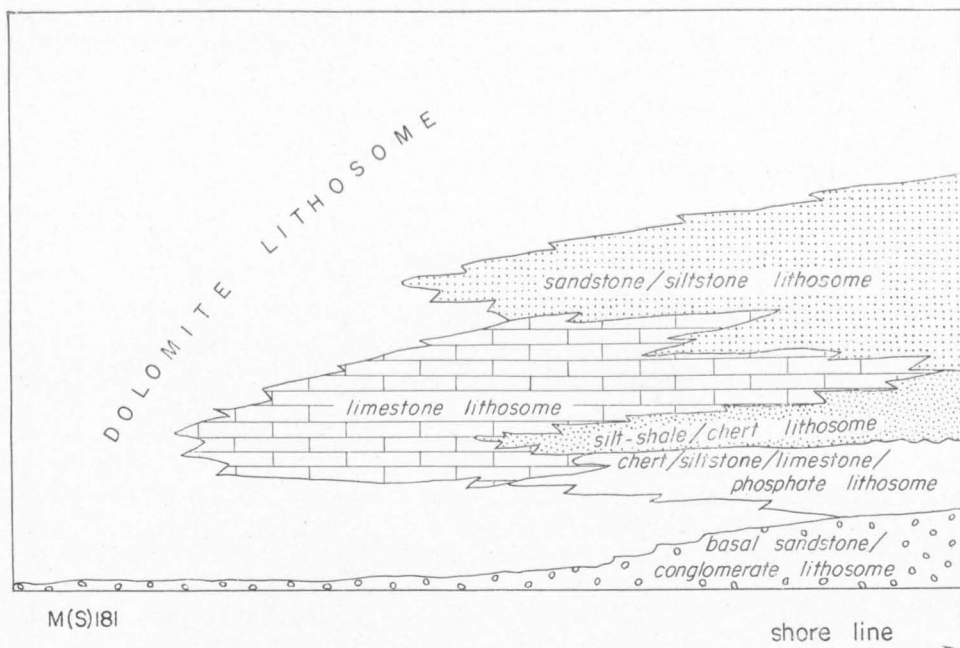 DOLOMITE LITHOSOME
sandstone/siltstone lithosome
limestone lithosome
silt-shale/chert lithosome
chert/siltstone/limestone/
phosphate lithosome
basal sandstone/
conglomerate lithosome
M(S)181
shore line